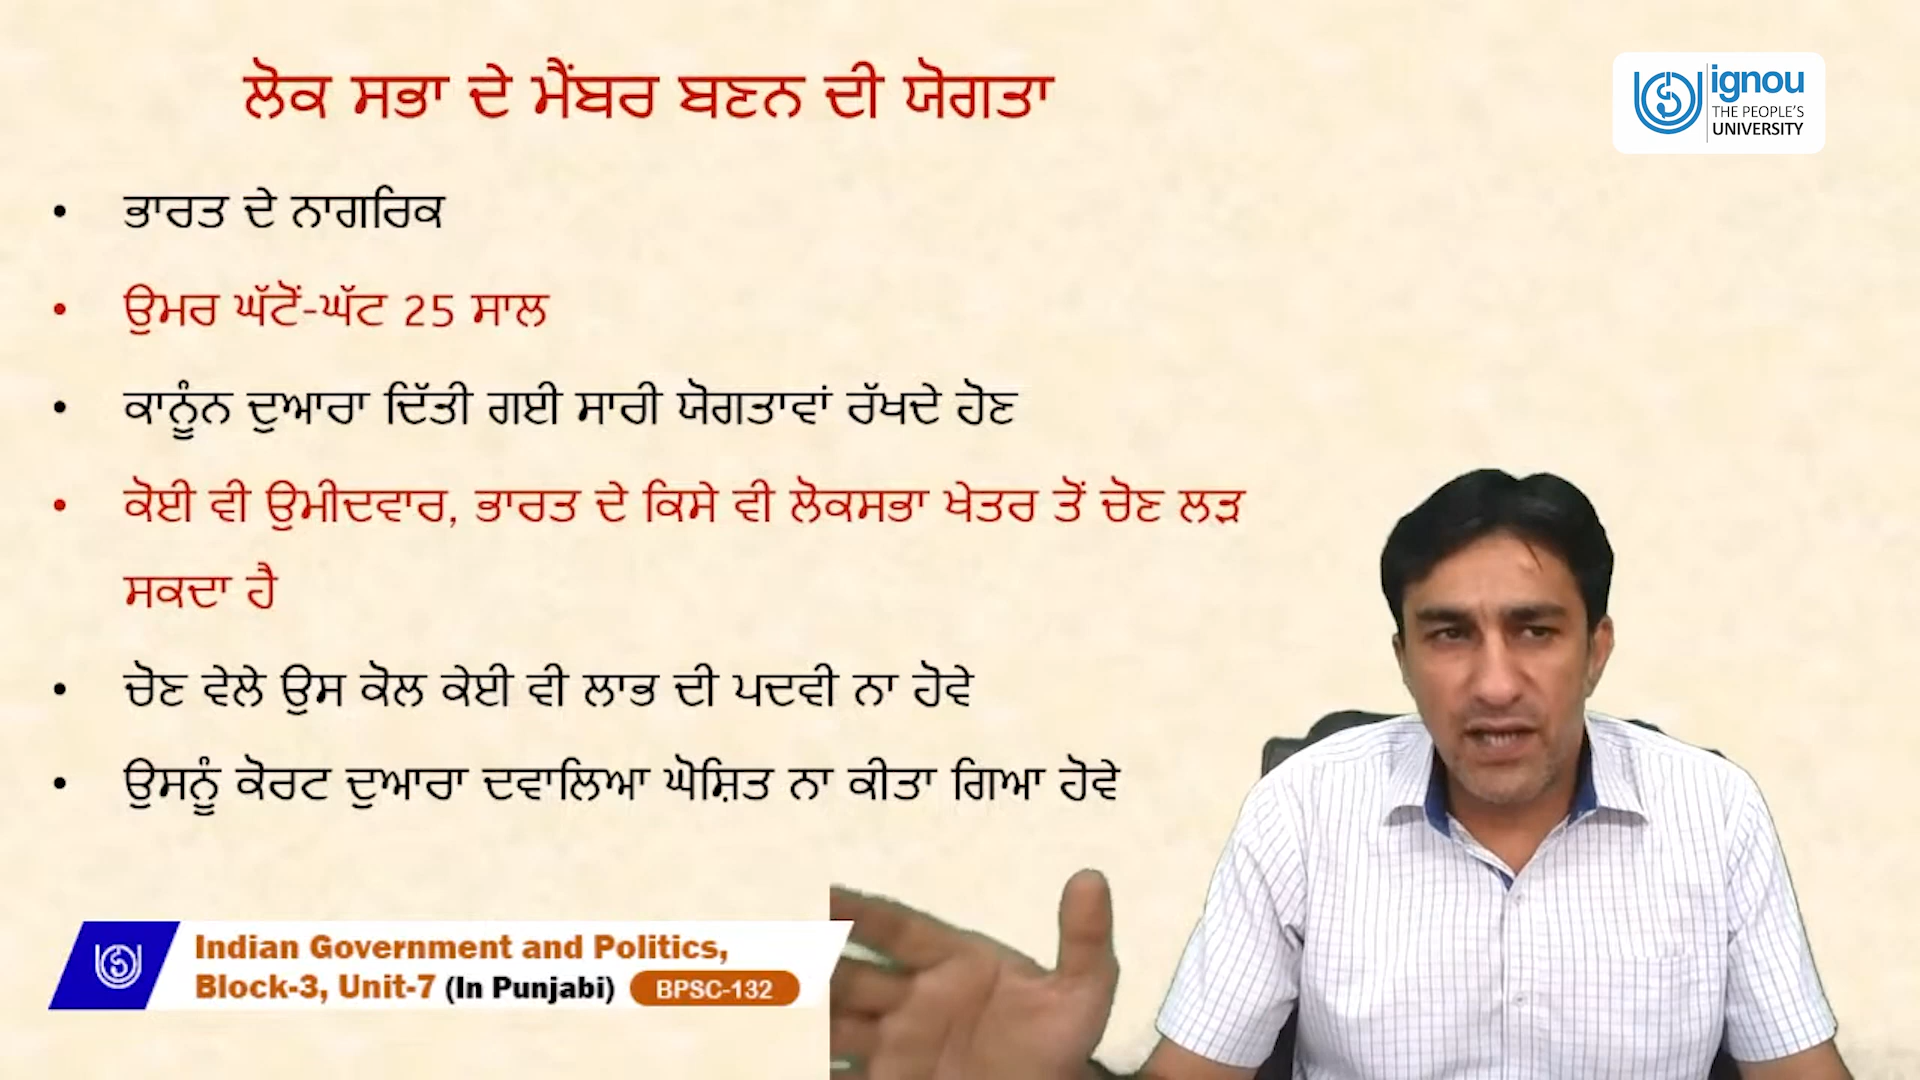 ਲੋਕ ਸਭਾ ਦੇ ਮੈਂਬਰ ਬਣਨ ਦੀ ਯੋਗਤਾ
ignou
THE PEOPLE'S
UNIVERSITY
• ਭਾਰਤ ਦੇ ਨਾਗਰਿਕ
• ਉਮਰ ਘੱਟੋਂ-ਘੱਟ 25 ਸਾਲ
• ਕਾਨੂੰਨ ਦੁਆਰਾ ਦਿੱਤੀ ਗਈ ਸਾਰੀ ਯੋਗਤਾਵਾਂ ਰੱਖਦੇ ਹੋਣ
• ਕੋਈ ਵੀ ਉਮੀਦਵਾਰ, ਭਾਰਤ ਦੇ ਕਿਸੇ ਵੀ ਲੋਕਸਭਾ ਖੇਤਰ ਤੋਂ ਚੋਣ ਲੜ
ਸਕਦਾ ਹੈ
• ਚੋਣ ਵੇਲੇ ਉਸ ਕੋਲ ਕੇਈ ਵੀ ਲਾਭ ਦੀ ਪਦਵੀ ਨਾ ਹੋਵੇ
• ਉਸਨੂੰ ਕੋਰਟ ਦੁਆਰਾ ਦਵਾਲਿਆ ਘੋਸ਼ਿਤ ਨਾ ਕੀਤਾ ਗਿਆ ਹੋਵੇ
Indian Government and Politics,
Block-3, Unit-7 (In Punjabi) BPSC-132